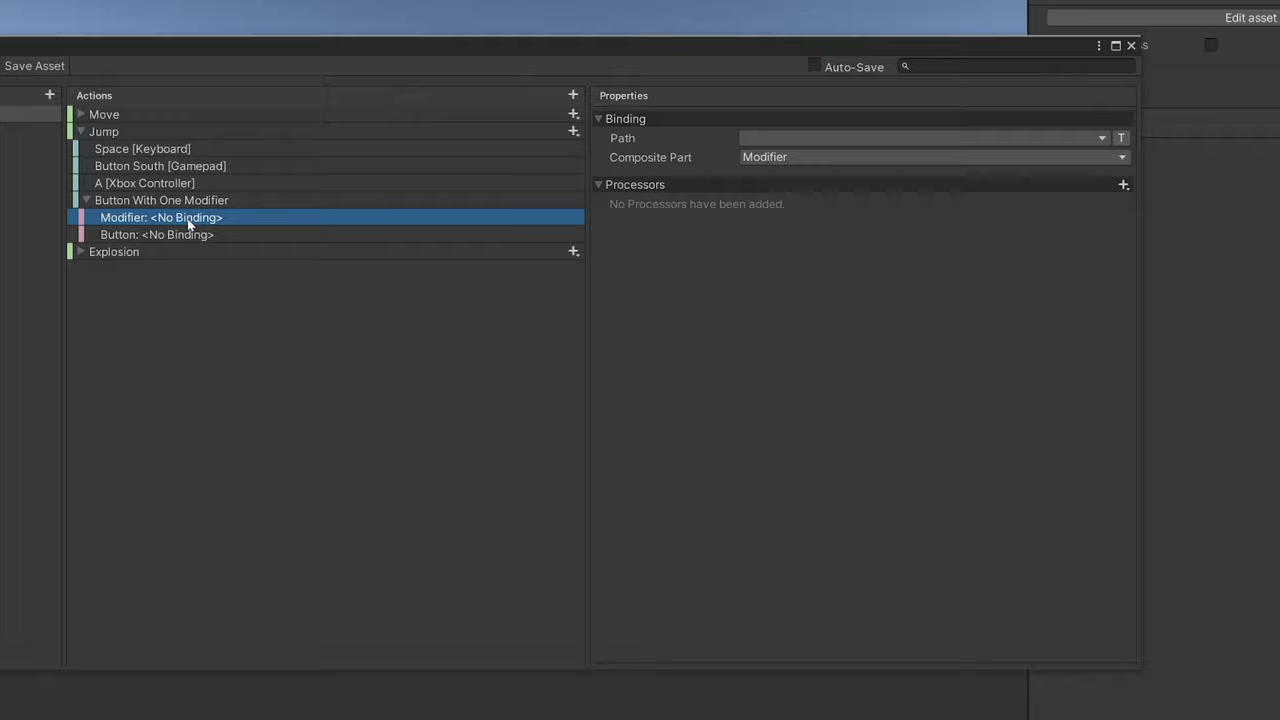 Edit asset
s
Save Asset
Auto-Save
Actions
Properties
Move
Binding
Jump
Path
T
Space [Keyboard]
Composite Part
Modifier
Button South [Gamepad]
A [Xbox Controller]
Processors
Button With One Modifier
No Processors have been added.
Modifier: <No Binding>
Button: <No Binding>
Explosion